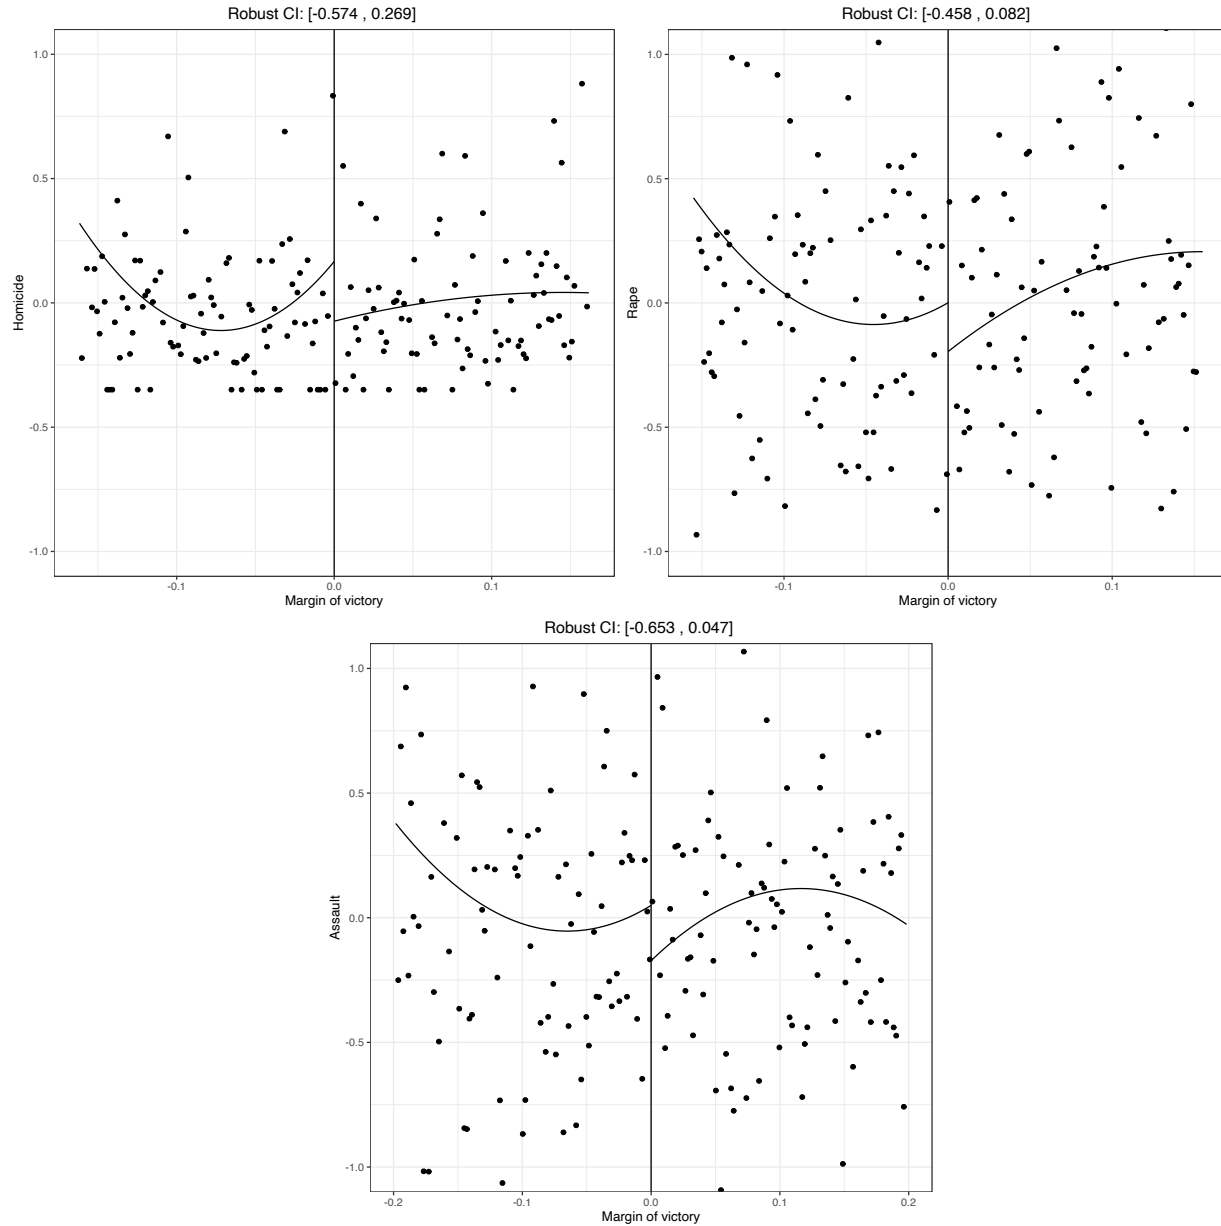 Robust CI: [-0.574 , 0.269]
1.0
0.5
0.0
-0.5
-1.0
Homicide
-0.1
0.0
0.1
Margin of victory
Robust CI: [-0.458 , 0.082]
1.0
0.5
0.0
-0.5
-1.0
Rape
-0.1
0.0
0.1
Margin of victory
Robust CI: [-0.653 , 0.047]
1.0
0.5
0.0
-0.5
-1.0
Assault
-0.2
-0.1
0.0
0.1
0.2
Margin of victory